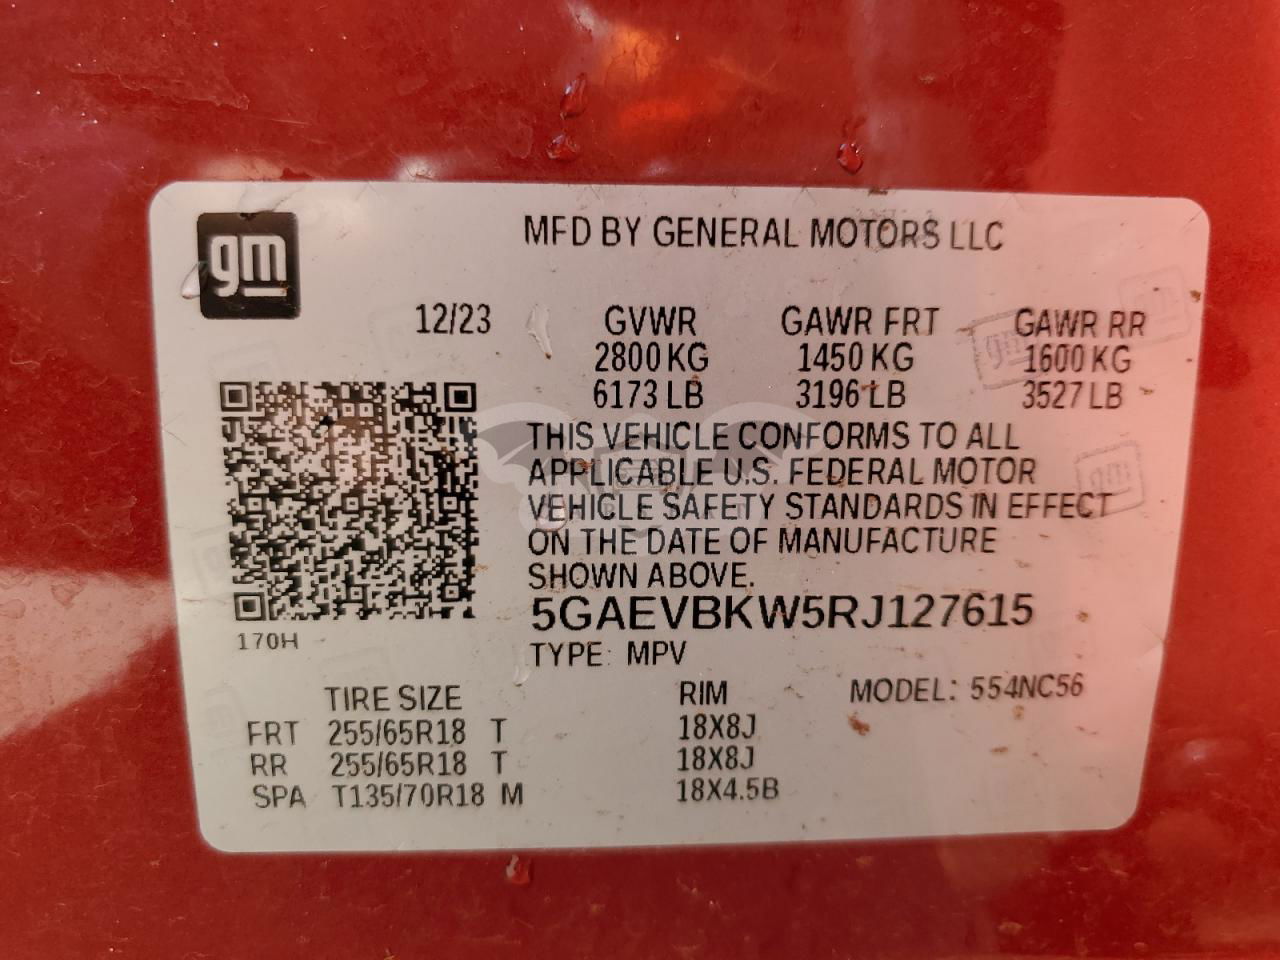 gm
MFD BY GENERAL MOTORS LLC
12/23 GVWR GAWR FRT GAWR RR
2800 KG 1450 KG 1600 KG
6173 LB 3196 LB 3527 LB
THIS VEHICLE CONFORMS TO ALL
APPLICABLE U.S. FEDERAL MOTOR
VEHICLE SAFETY STANDARDS IN EFFECT
ON THE DATE OF MANUFACTURE
SHOWN ABOVE.
170H
5GAEVBKW5RJ127615
TYPE: MPV
TIRE SIZE RIM MODEL: 554NC56
FRT 255/65R18 T 18X8J
RR 255/65R18 T 18X8J
SPA T135/70R18 M 18X4.5B